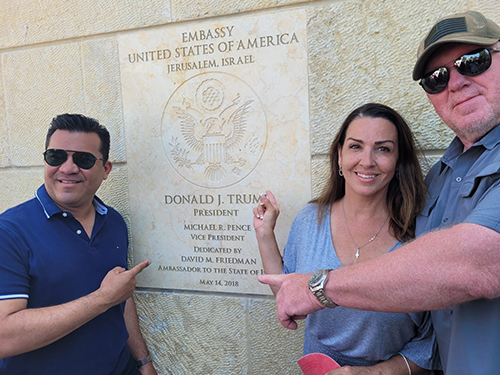 EMBASSY
UNITED STATES OF AMERICA
JERUSALEM, ISRAEL
DONALD J. TRUMP
PRESIDENT
MICHAEL R. PENCE
VICE PRESIDENT
DEDICATED BY
DAVID M. FRIEDMAN
AMBASSADOR TO THE STATE OF
MAY 14, 2018